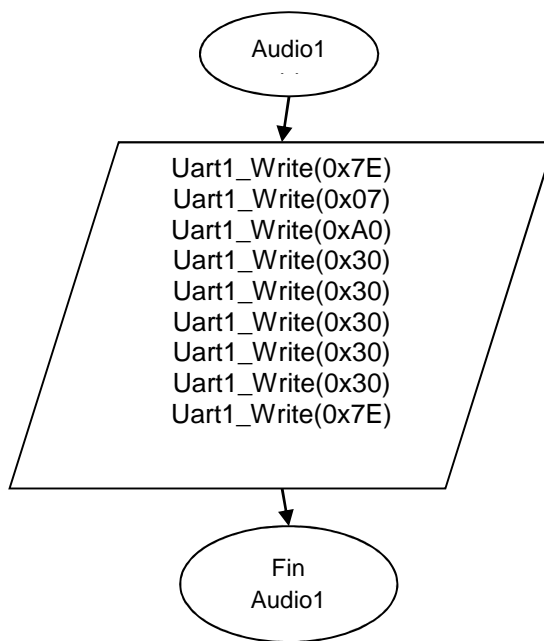 Audio1
Uart1_Write(0x7E)
Uart1_Write(0x07)
Uart1_Write(0xA0)
Uart1_Write(0x30)
Uart1_Write(0x30)
Uart1_Write(0x30)
Uart1_Write(0x30)
Uart1_Write(0x30)
Uart1_Write(0x7E)
Fin
Audio1